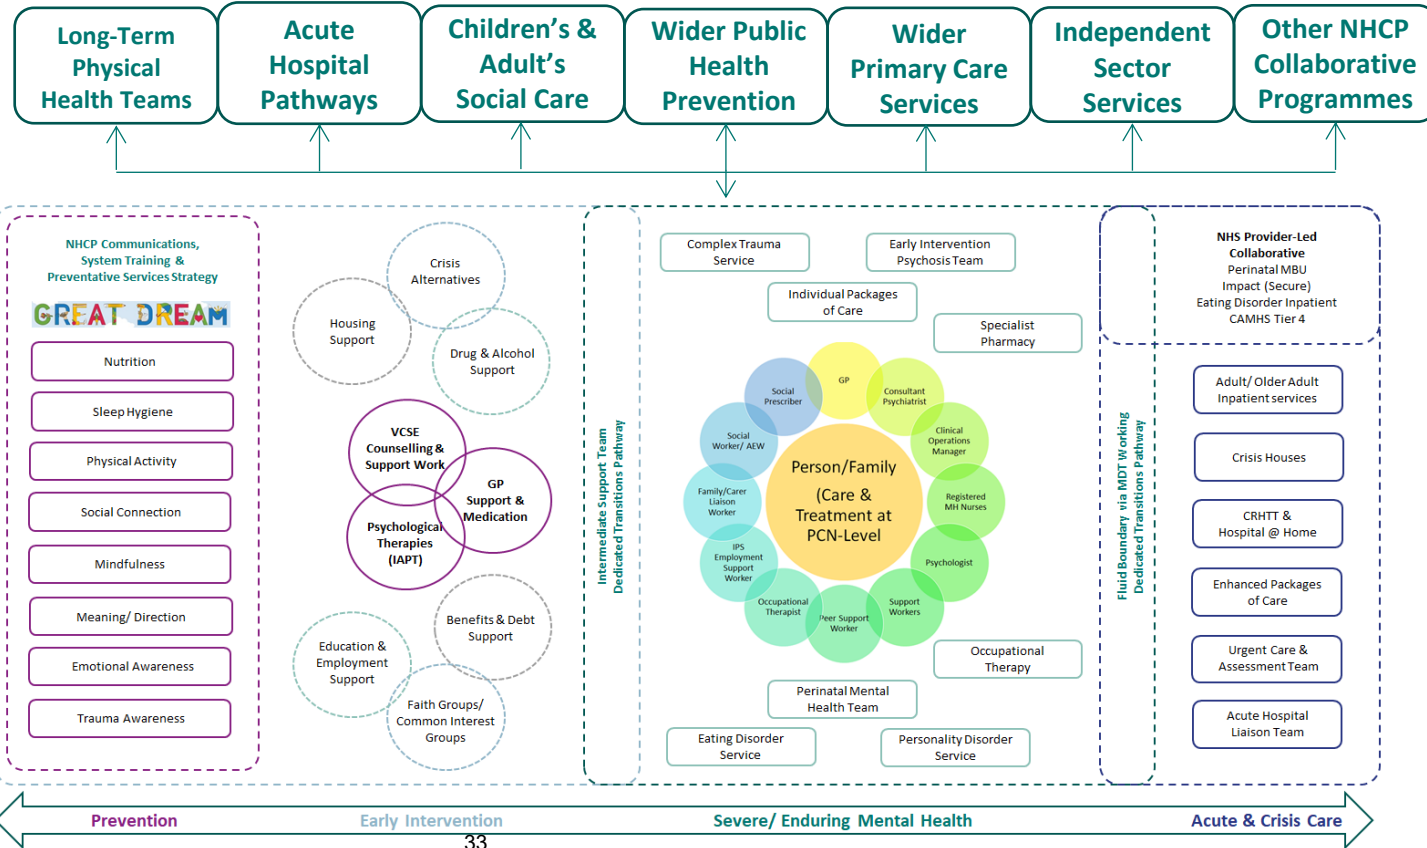 Long-Term
Physical
Health Teams
Acute
Hospital
Pathways
Children's &
Adult's
Social Care
Wider Public
Health
Prevention
Wider
Primary Care
Services
Independent
Sector
Services
Other NHCP
Collaborative
Programmes
NHCP Communications,
System Training &
Preventative Services Strategy
GREAT DREAM
Nutrition
Sleep Hygiene
Physical Activity
Social Connection
Mindfulness
Meaning/ Direction
Emotional Awareness
Trauma Awareness
Crisis
Alternatives
Housing
Support
Drug & Alcohol
Support
VCSE
Counselling &
Support Work
GP
Support &
Medication
Psychological
Therapies
(IAPT)
Benefits & Debt
Support
Education &
Employment
Support
Faith Groups/
Common Interest
Groups
Intermediate Support Team
Dedicated Transitions Pathway
Complex Trauma
Service
Early Intervention
Psychosis Team
Individual Packages
of Care
Specialist
Pharmacy
GP
Consultant
Psychiatrist
Clinical
Operations
Manager
Registered
MH Nurses
Psychologist
Support
Workers
Peer Support
Worker
Occupational
Therapist
IPS
Employment
Support
Worker
Family/Carer
Liaison
Worker
Social
Worker/ AEW
Social
Prescriber
Person/Family
(Care &
Treatment at
PCN-Level
Occupational
Therapy
Perinatal Mental
Health Team
Eating Disorder
Service
Personality Disorder
Service
Fluid Boundary via MDT Working
Dedicated Transitions Pathway
NHS Provider-Led
Collaborative
Perinatal MBU
Impact (Secure)
Eating Disorder Inpatient
CAMHS Tier 4
Adult/ Older Adult
Inpatient services
Crisis Houses
CRHTT &
Hospital @ Home
Enhanced Packages
of Care
Urgent Care &
Assessment Team
Acute Hospital
Liaison Team
Prevention
Early Intervention
Severe/ Enduring Mental Health
Acute & Crisis Care
33